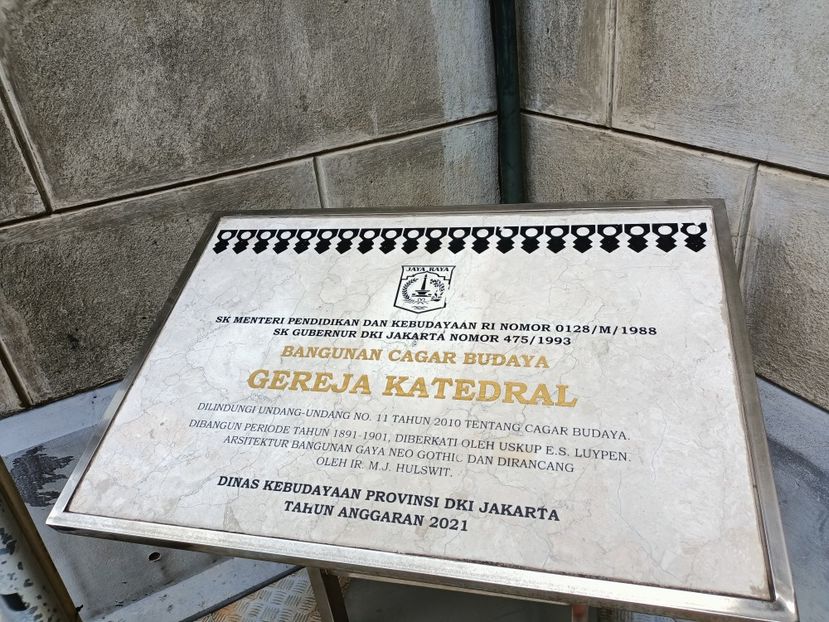 JAYA RAYA
SK MENTERI PENDIDIKAN DAN KEBUDAYAAN RI NOMOR 0128/M/1988
SK GUBERNUR DKI JAKARTA NOMOR 475/1993
BANGUNAN CAGAR BUDAYA
GEREJA KATEDRAL
DILINDUNGI UNDANG-UNDANG NO. 11 TAHUN 2010 TENTANG CAGAR BUDAYA.
DIBANGUN PERIODE TAHUN 1891-1901, DIBERKATI OLEH USKUP E.S. LUYPEN.
ARSITEKTUR BANGUNAN GAYA NEO GOTHIC DAN DIRANCANG
OLEH IR. M.J. HULSWIT.
DINAS KEBUDAYAAN PROVINSI DKI JAKARTA
TAHUN ANGGARAN 2021